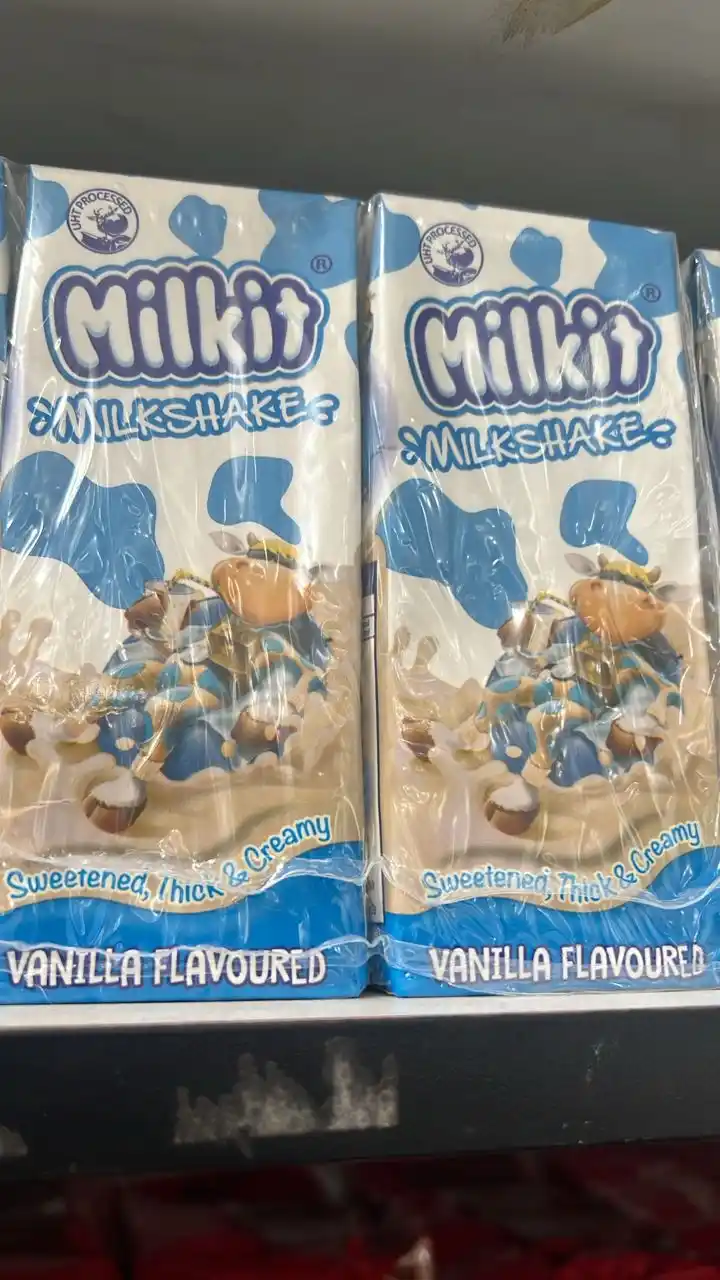 UHT PROCESSED
Milkit®
MILKSHAKE
Sweetened, Thick & Creamy
VANILLA FLAVOURED
UHT PROCESSED
Milkit®
MILKSHAKE
Sweetened, Thick & Creamy
VANILLA FLAVOURED